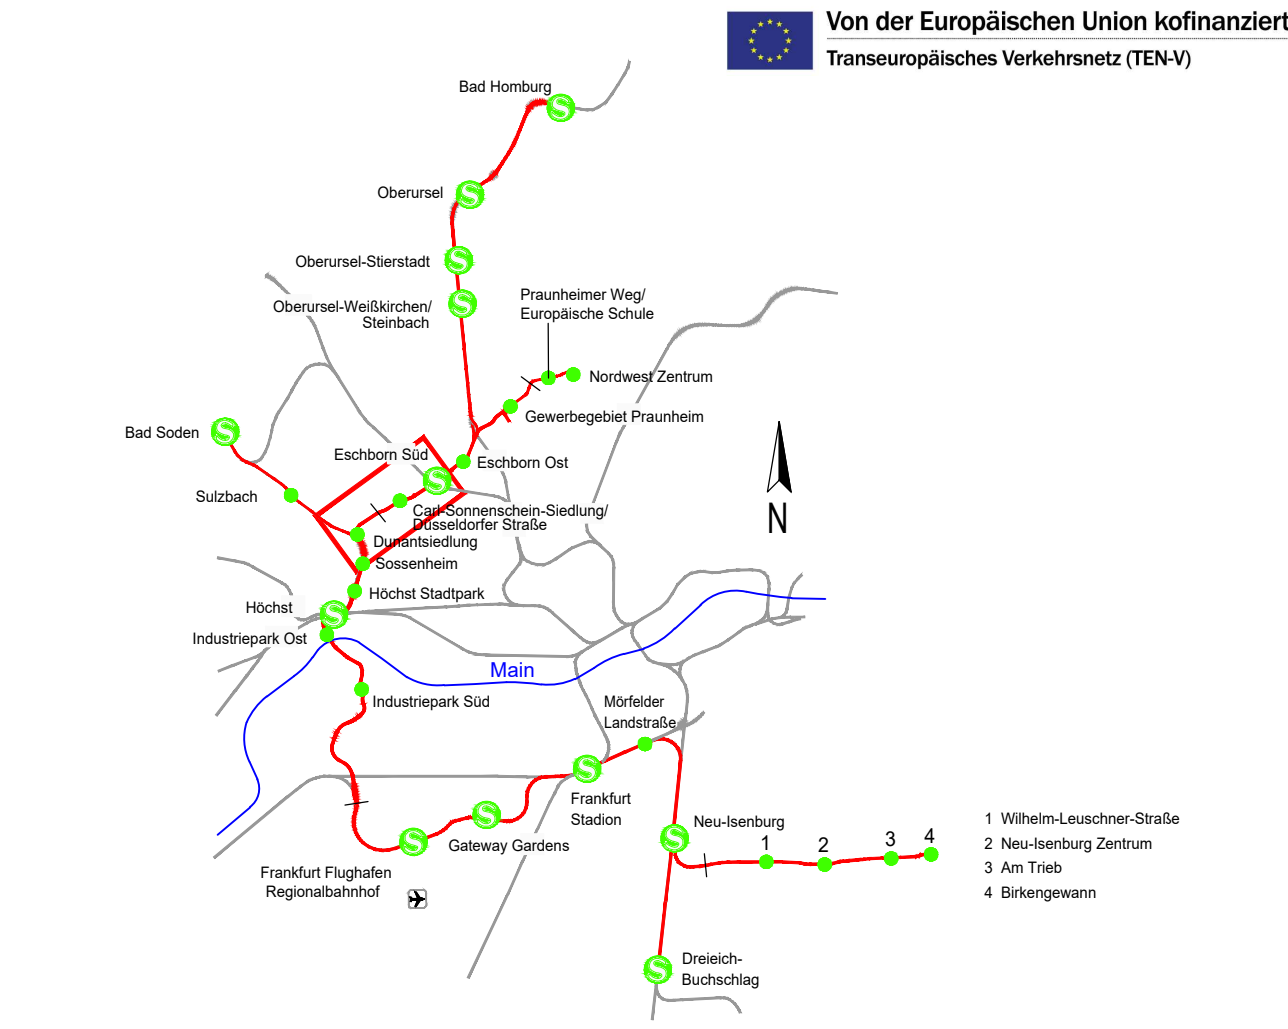 Von der Europäischen Union kofinanziert
Transeuropäisches Verkehrsnetz (TEN-V)
Bad Homburg
S
Oberursel
S
Oberursel-Stierstadt
S
Oberursel-Weißkirchen/
Steinbach
S
Praunheimer Weg/
Europäische Schule
Nordwest Zentrum
Gewerbegebiet Praunheim
Bad Soden
S
Eschborn Süd
S
Eschborn Ost
Sulzbach
Carl-Sonnenschein-Siedlung/
Düsseldorfer Straße
Dunantsiedlung
Sossenheim
N
Höchst Stadtpark
Höchst
S
Industriepark Ost
Main
Industriepark Süd
Mörfelder
Landstraße
S
Frankfurt
Stadion
S
Gateway Gardens
S
Frankfurt Flughafen
Regionalbahnhof
Neu-Isenburg
S
1
2
3
4
1 Wilhelm-Leuschner-Straße
2 Neu-Isenburg Zentrum
3 Am Trieb
4 Birkengewann
S
Dreieich-
Buchschlag